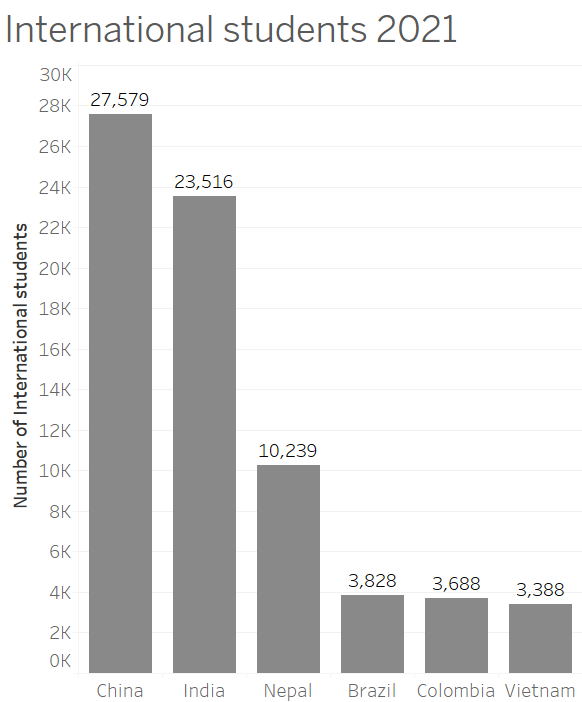 International students 2021
Number of International students
30K
28K
26K
24K
22K
20K
18K
16K
14K
12K
10K
8K
6K
4K
2K
0K
27,579
23,516
10,239
3,828
3,688
3,388
China India Nepal Brazil Colombia Vietnam